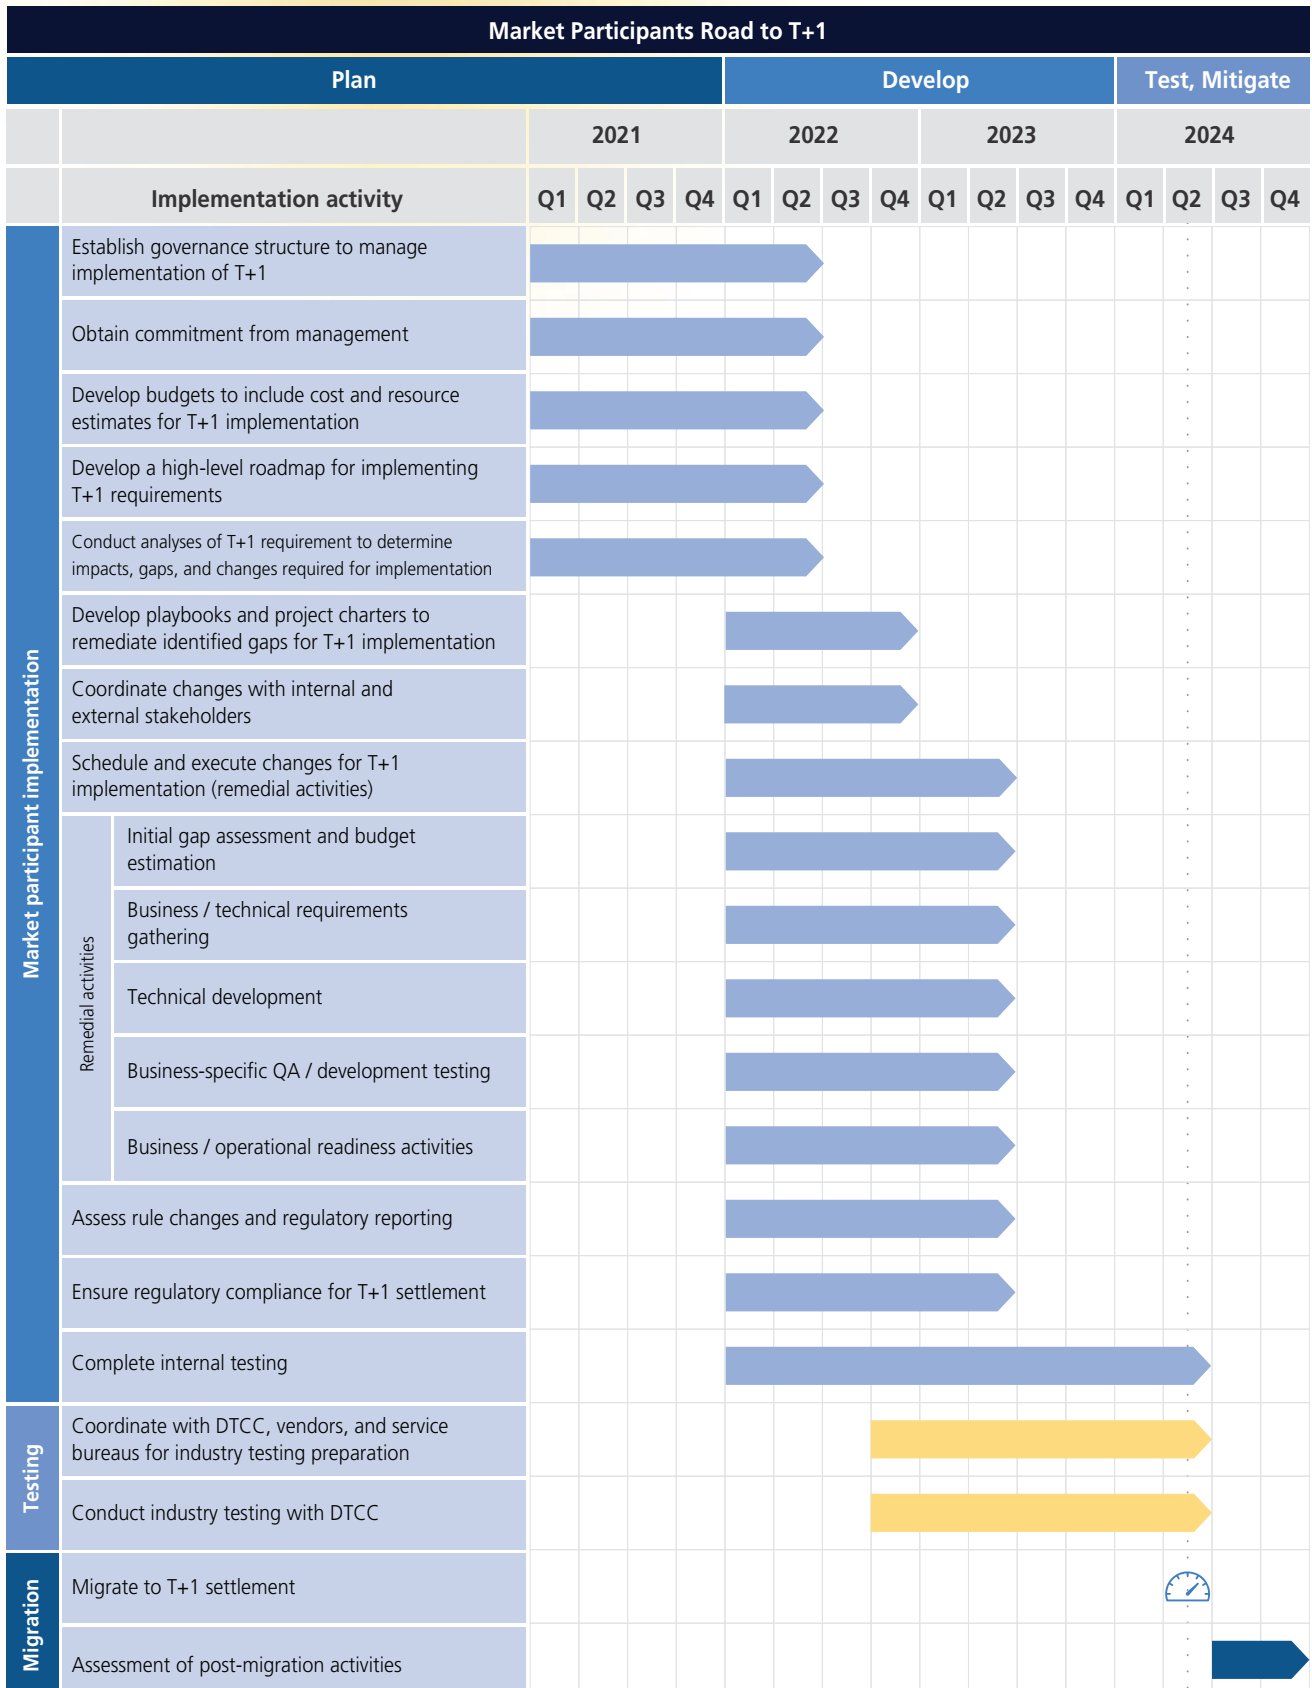 Market Participants Road to T+1
Plan
Develop
Test, Mitigate
2021
2022
2023
2024
Implementation activity
Q1 Q2 Q3 Q4 Q1 Q2 Q3 Q4 Q1 Q2 Q3 Q4 Q1 Q2 Q3 Q4
Market participant implementation
Establish governance structure to manage
implementation of T+1
Obtain commitment from management
Develop budgets to include cost and resource
estimates for T+1 implementation
Develop a high-level roadmap for implementing
T+1 requirements
Conduct analyses of T+1 requirement to determine
impacts, gaps, and changes required for implementation
Develop playbooks and project charters to
remediate identified gaps for T+1 implementation
Coordinate changes with internal and
external stakeholders
Schedule and execute changes for T+1
implementation (remedial activities)
Remedial activities
Initial gap assessment and budget
estimation
Business / technical requirements
gathering
Technical development
Business-specific QA / development testing
Business / operational readiness activities
Assess rule changes and regulatory reporting
Ensure regulatory compliance for T+1 settlement
Complete internal testing
Testing
Coordinate with DTCC, vendors, and service
bureaus for industry testing preparation
Conduct industry testing with DTCC
Migration
Migrate to T+1 settlement
Assessment of post-migration activities